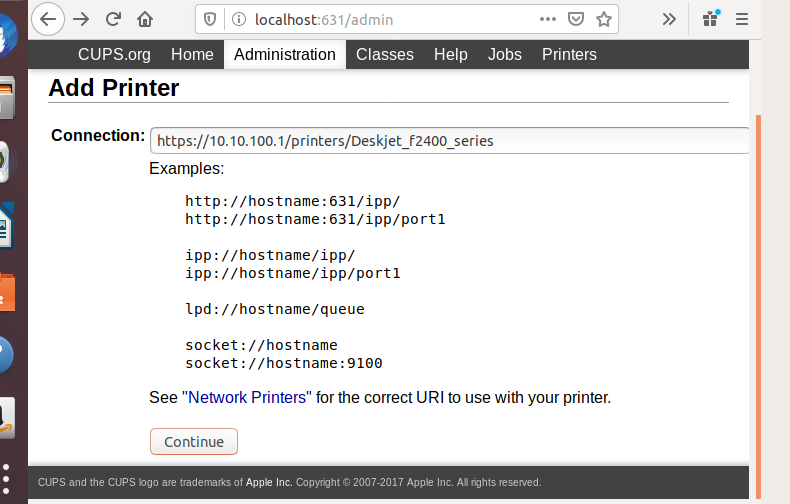 localhost:631/admin
CUPS.org Home Administration Classes Help Jobs Printers
Add Printer
Connection: https://10.10.100.1/printers/Deskjet_f2400_series
Examples:
http://hostname:631/ipp/
http://hostname:631/ipp/port1
ipp://hostname/ipp/
ipp://hostname/ipp/port1
lpd://hostname/queue
socket://hostname
socket://hostname:9100
See "Network Printers" for the correct URI to use with your printer.
Continue
CUPS and the CUPS logo are trademarks of Apple Inc. Copyright © 2007-2017 Apple Inc. All rights reserved.